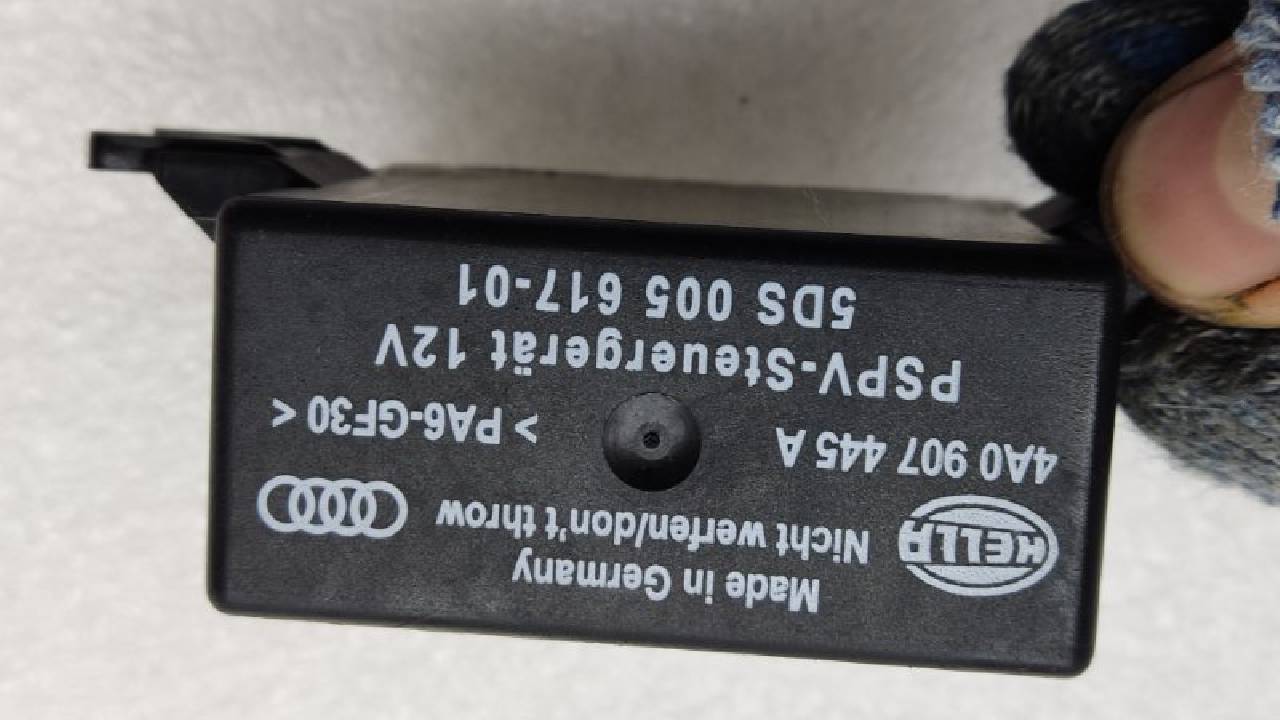 Made in Germany
HELLA Nicht werfen/don't throw
4A0 907 445 A > PA6-GF30 <
PSPV-Steuergerät 12V
5DS 005 617-01